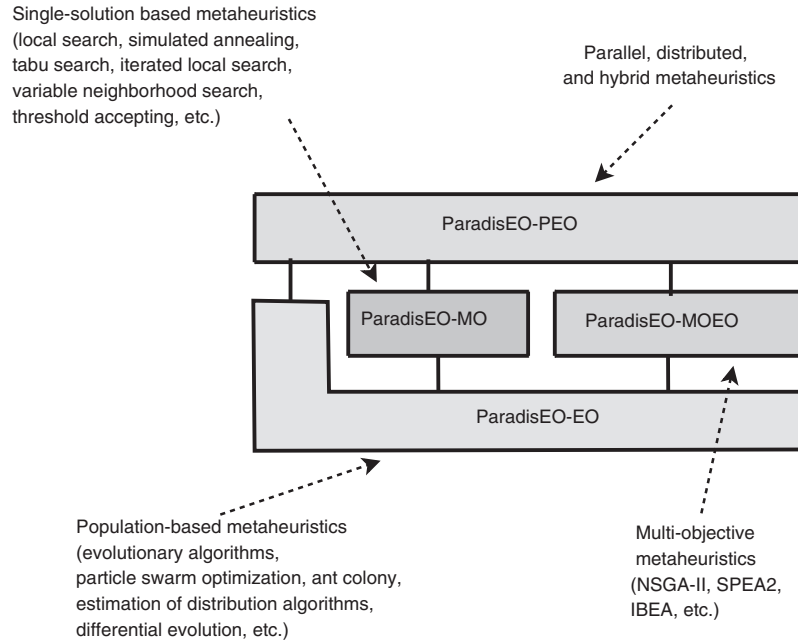 Single-solution based metaheuristics
(local search, simulated annealing,
tabu search, iterated local search,
variable neighborhood search,
threshold accepting, etc.)
Parallel, distributed,
and hybrid metaheuristics
ParadisEO-PEO
ParadisEO-MO
ParadisEO-MOEO
ParadisEO-EO
Population-based metaheuristics
(evolutionary algorithms,
particle swarm optimization, ant colony,
estimation of distribution algorithms,
differential evolution, etc.)
Multi-objective
metaheuristics
(NSGA-II, SPEA2,
IBEA, etc.)